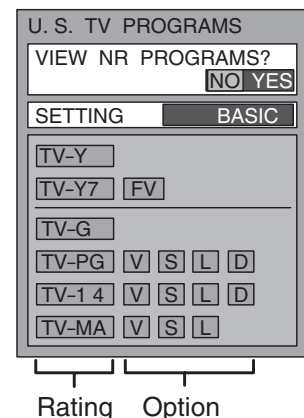 U. S. TV PROGRAMS
VIEW NR PROGRAMS?
NO YES
SETTING BASIC
TV–Y
TV–Y7 FV
TV–G
TV–PG V S L D
TV–1 4 V S L D
TV–MA V S L
Rating Option